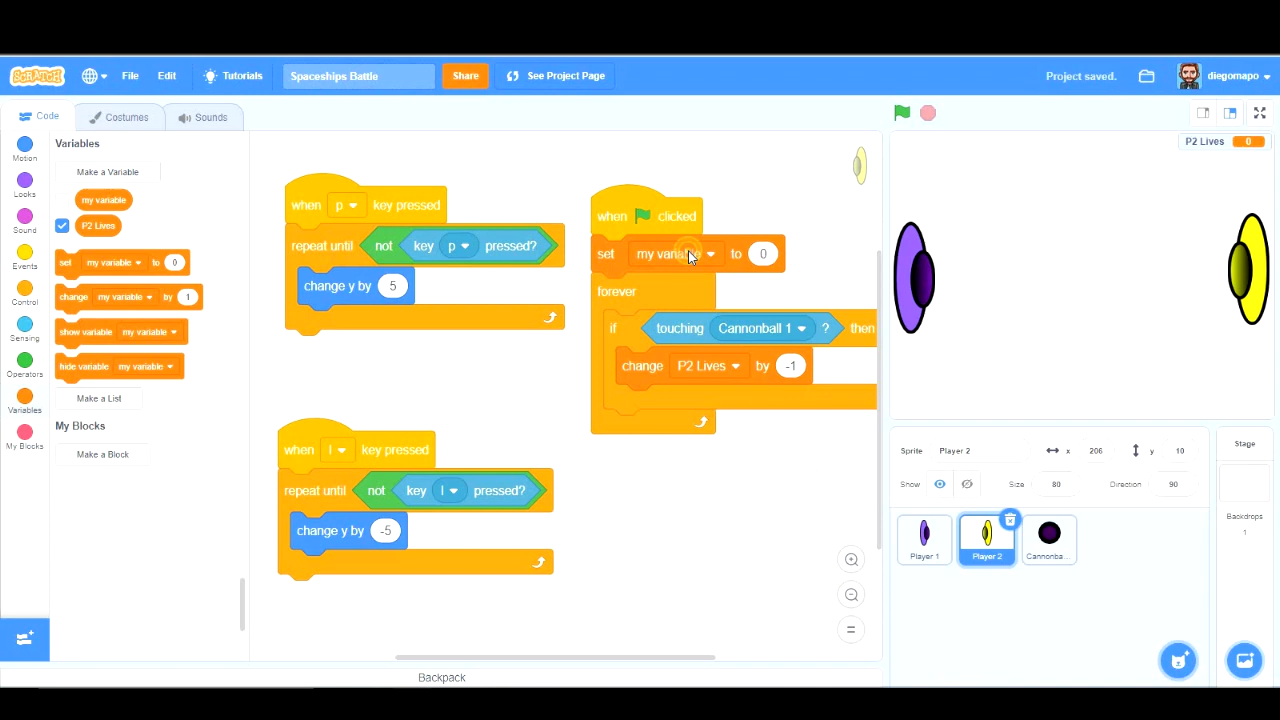 SCRATCH File Edit Tutorials Spaceships Battle Share See Project Page Project saved. diegomapo
Code Costumes Sounds
Motion
Looks
Sound
Events
Control
Sensing
Operators
Variables
My Blocks
Variables
Make a Variable
my variable
P2 Lives
set my variable to 0
change my variable by 1
show variable my variable
hide variable my variable
Make a List
My Blocks
Make a Block
when p key pressed
repeat until not key p pressed?
change y by 5
when l key pressed
repeat until not key l pressed?
change y by -5
when clicked
set my variable to 0
forever
if touching Cannonball 1 ? then
change P2 Lives by -1
P2 Lives 0
Sprite Player 2 x 206 y 10
Show Size 80 Direction 90
Player 1 Player 2 Cannonba...
Stage
Backdrops
1
Backpack